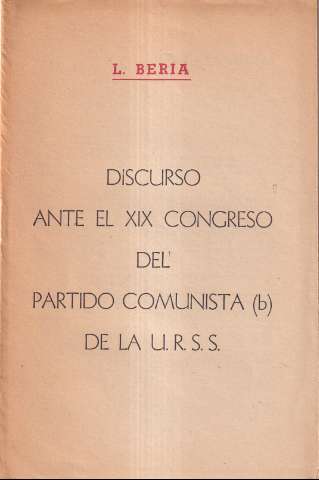 L. BERIA
DISCURSO
ANTE EL XIX CONGRESO
DEL
PARTIDO COMUNISTA (b)
DE LA U.R.S.S.